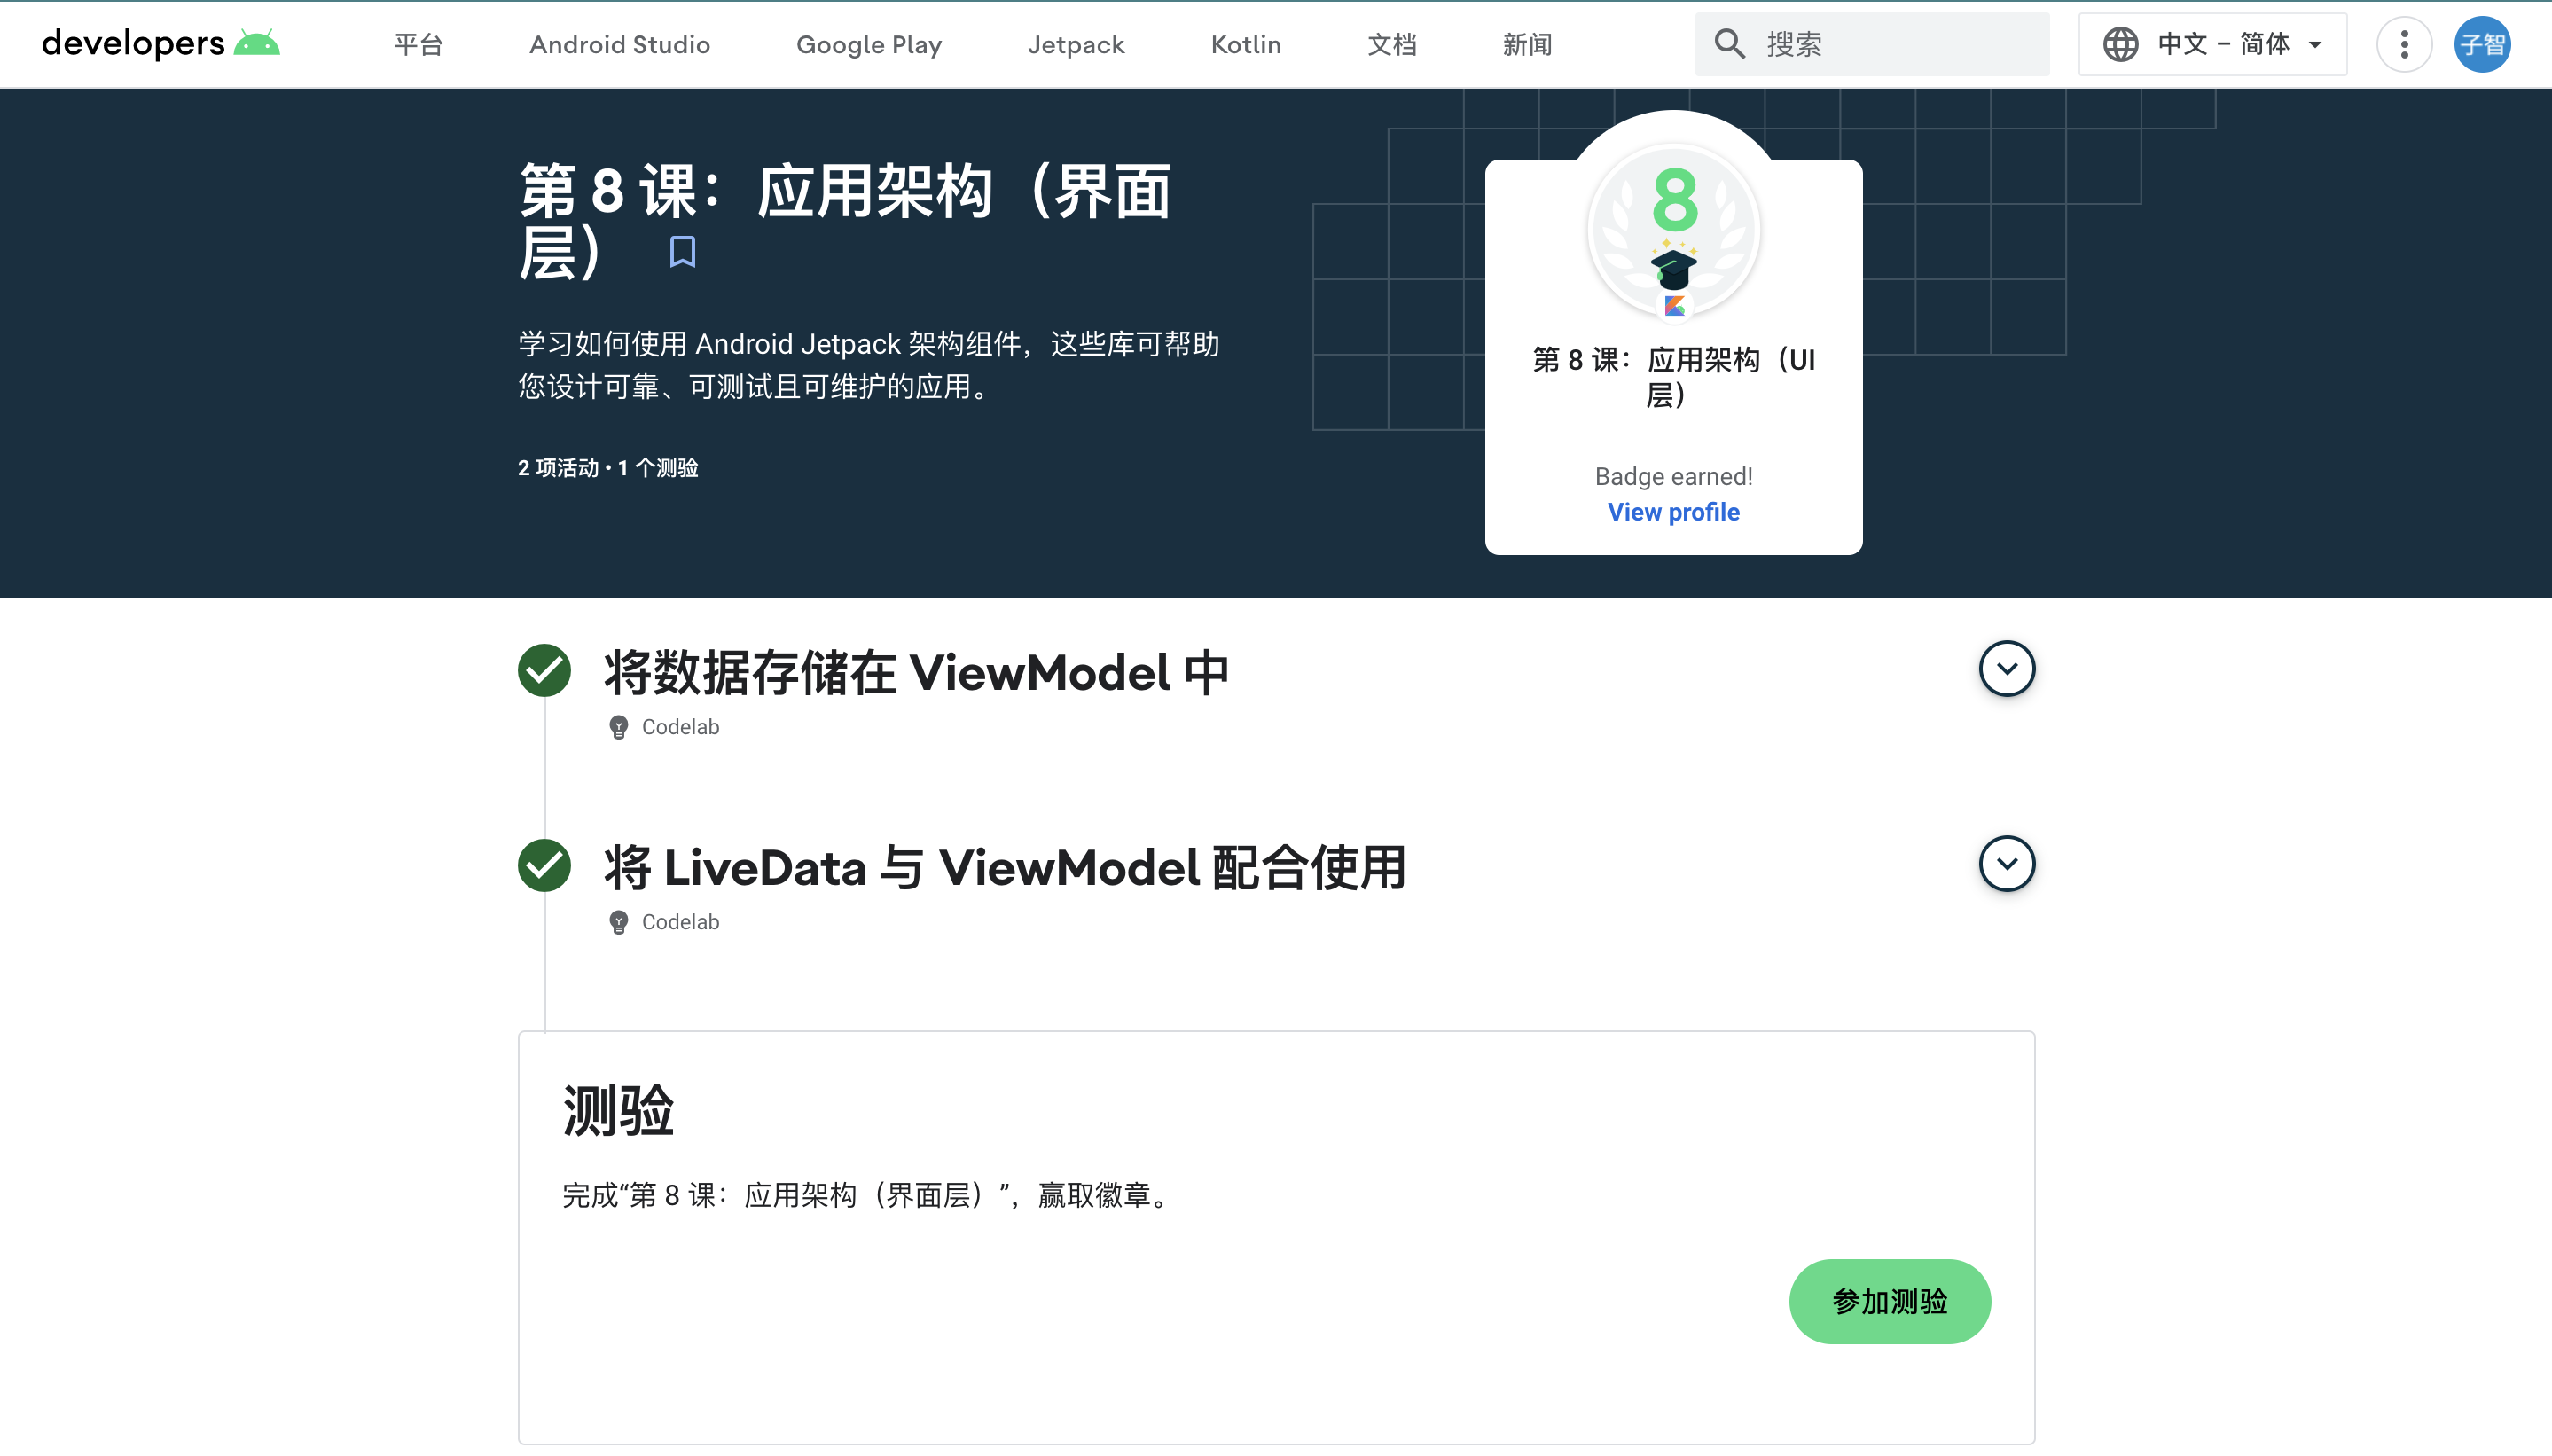 developers
平台
Android Studio
Google Play
Jetpack
Kotlin
文档
新闻
搜索
中文 – 简体
子智
第 8 课：应用架构（界面
层）
学习如何使用 Android Jetpack 架构组件，这些库可帮助
您设计可靠、可测试且可维护的应用。
2 项活动 • 1 个测验
8
第 8 课：应用架构（UI
层）
Badge earned!
View profile
将数据存储在 ViewModel 中
Codelab
将 LiveData 与 ViewModel 配合使用
Codelab
测验
完成“第 8 课：应用架构（界面层）”，赢取徽章。
参加测验